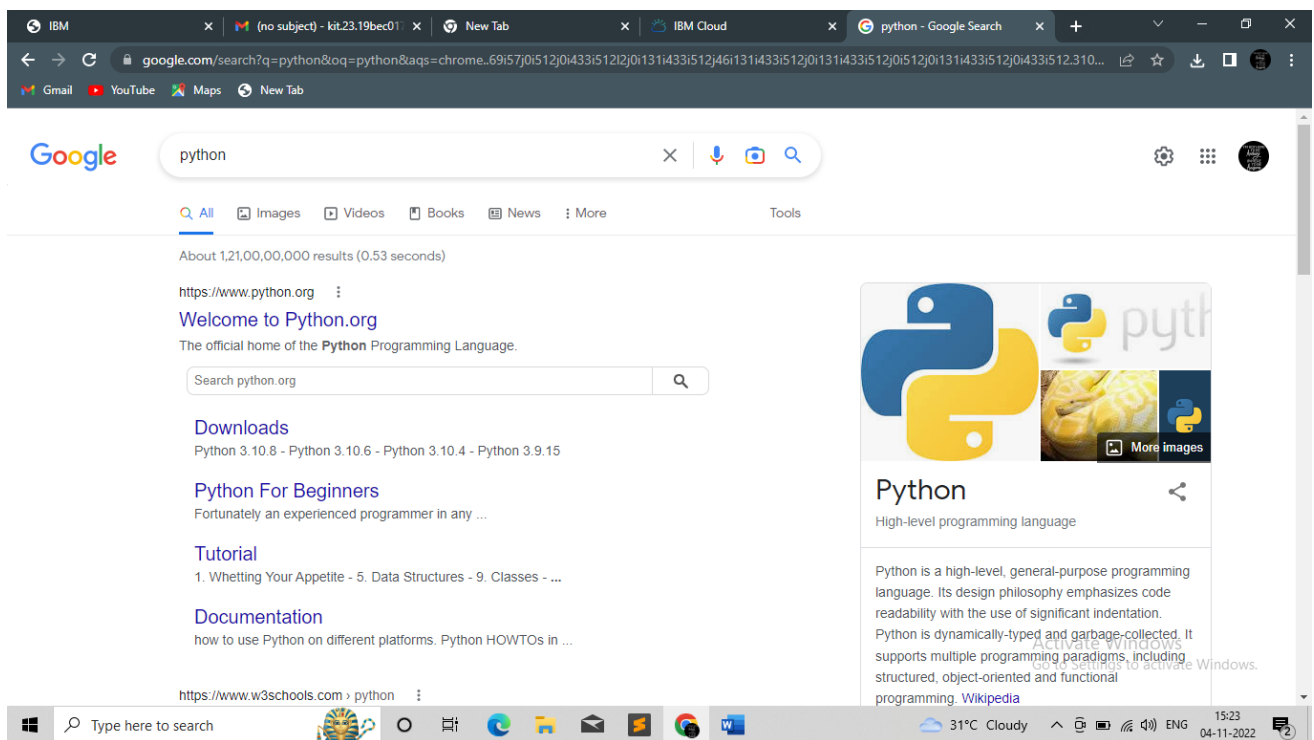 IBM
(no subject) - kit.23.19bec017
New Tab
IBM Cloud
python - Google Search
google.com/search?q=python&oq=python&aqs=chrome..69i57j0i512j0i433i512l2j0i131i433i512j46i131i433i512j0i131i433i512j0i512j0i131i433i512j0i433i512.310...
Gmail
YouTube
Maps
New Tab
Google
python
All
Images
Videos
Books
News
More
Tools
About 1,21,00,00,000 results (0.53 seconds)
https://www.python.org
Welcome to Python.org
The official home of the Python Programming Language.
Search python.org
Downloads
Python 3.10.8 - Python 3.10.6 - Python 3.10.4 - Python 3.9.15
Python For Beginners
Fortunately an experienced programmer in any ...
Tutorial
1. Whetting Your Appetite - 5. Data Structures - 9. Classes - ...
Documentation
how to use Python on different platforms. Python HOWTOs in ...
https://www.w3schools.com › python
pyth
More images
Python
High-level programming language
Python is a high-level, general-purpose programming
language. Its design philosophy emphasizes code
readability with the use of significant indentation.
Python is dynamically-typed and garbage-collected. It
supports multiple programming paradigms, including
structured, object-oriented and functional
programming. Wikipedia
Activate Windows
Go to Settings to activate Windows.
Type here to search
31°C Cloudy
ENG
15:23
04-11-2022
2